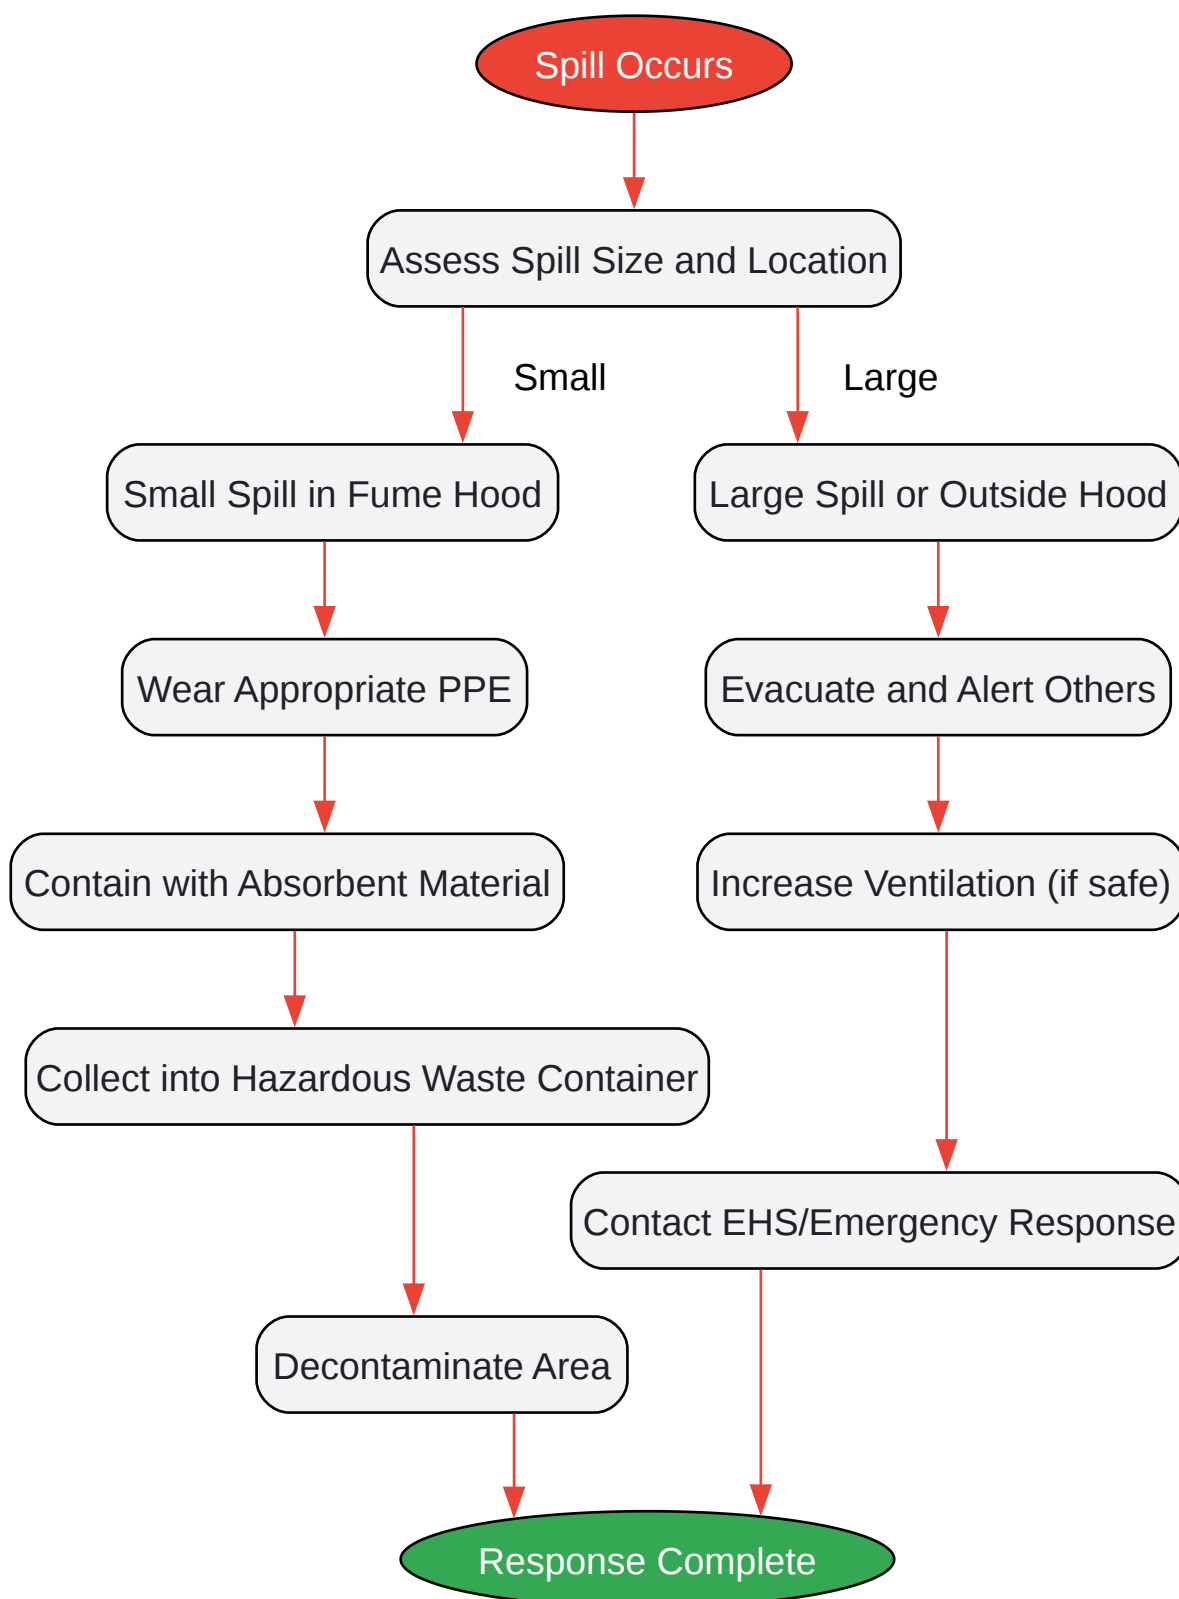 Spill Occurs
Assess Spill Size and Location
Small
Large
Small Spill in Fume Hood
Large Spill or Outside Hood
Wear Appropriate PPE
Evacuate and Alert Others
Contain with Absorbent Material
Increase Ventilation (if safe)
Collect into Hazardous Waste Container
Contact EHS/Emergency Response
Decontaminate Area
Response Complete